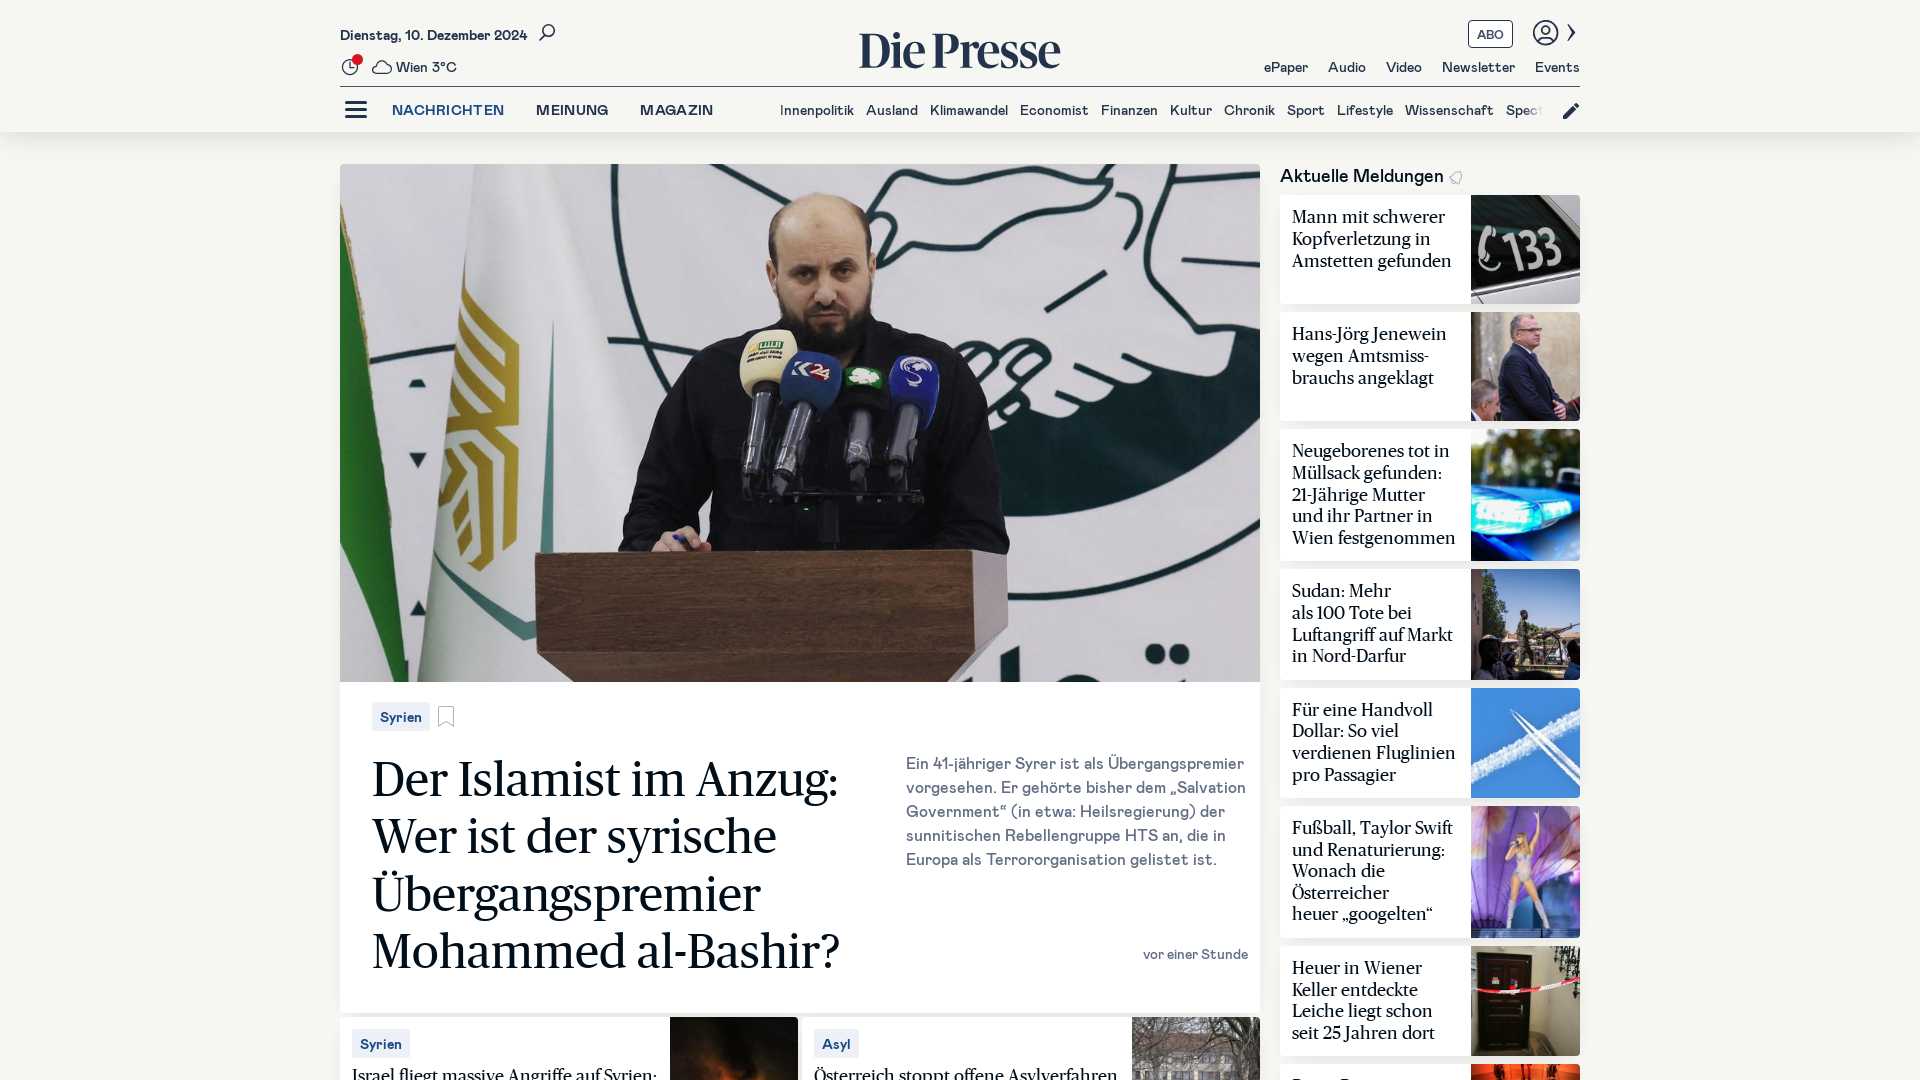 Dienstag, 10. Dezember 2024
Wien 3°C
Die Presse
ABO
ePaper Audio Video Newsletter Events
NACHRICHTEN MEINUNG MAGAZIN
Innenpolitik Ausland Klimawandel Economist Finanzen Kultur Chronik Sport Lifestyle Wissenschaft Spect
24
Syrien
Der Islamist im Anzug:
Wer ist der syrische
Übergangspremier
Mohammed al-Bashir?
Ein 41-jähriger Syrer ist als Übergangspremier
vorgesehen. Er gehörte bisher dem „Salvation
Government“ (in etwa: Heilsregierung) der
sunnitischen Rebellengruppe HTS an, die in
Europa als Terrororganisation gelistet ist.
vor einer Stunde
Syrien
Israel fliegt massive Angriffe auf Syrien:
Asyl
Österreich stoppt offene Asylverfahren
Aktuelle Meldungen
Mann mit schwerer
Kopfverletzung in
Amstetten gefunden
133
Hans-Jörg Jenewein
wegen Amtsmiss-
brauchs angeklagt
Neugeborenes tot in
Müllsack gefunden:
21-Jährige Mutter
und ihr Partner in
Wien festgenommen
Sudan: Mehr
als 100 Tote bei
Luftangriff auf Markt
in Nord-Darfur
Für eine Handvoll
Dollar: So viel
verdienen Fluglinien
pro Passagier
Fußball, Taylor Swift
und Renaturierung:
Wonach die
Österreicher
heuer „googelten“
Heuer in Wiener
Keller entdeckte
Leiche liegt schon
seit 25 Jahren dort